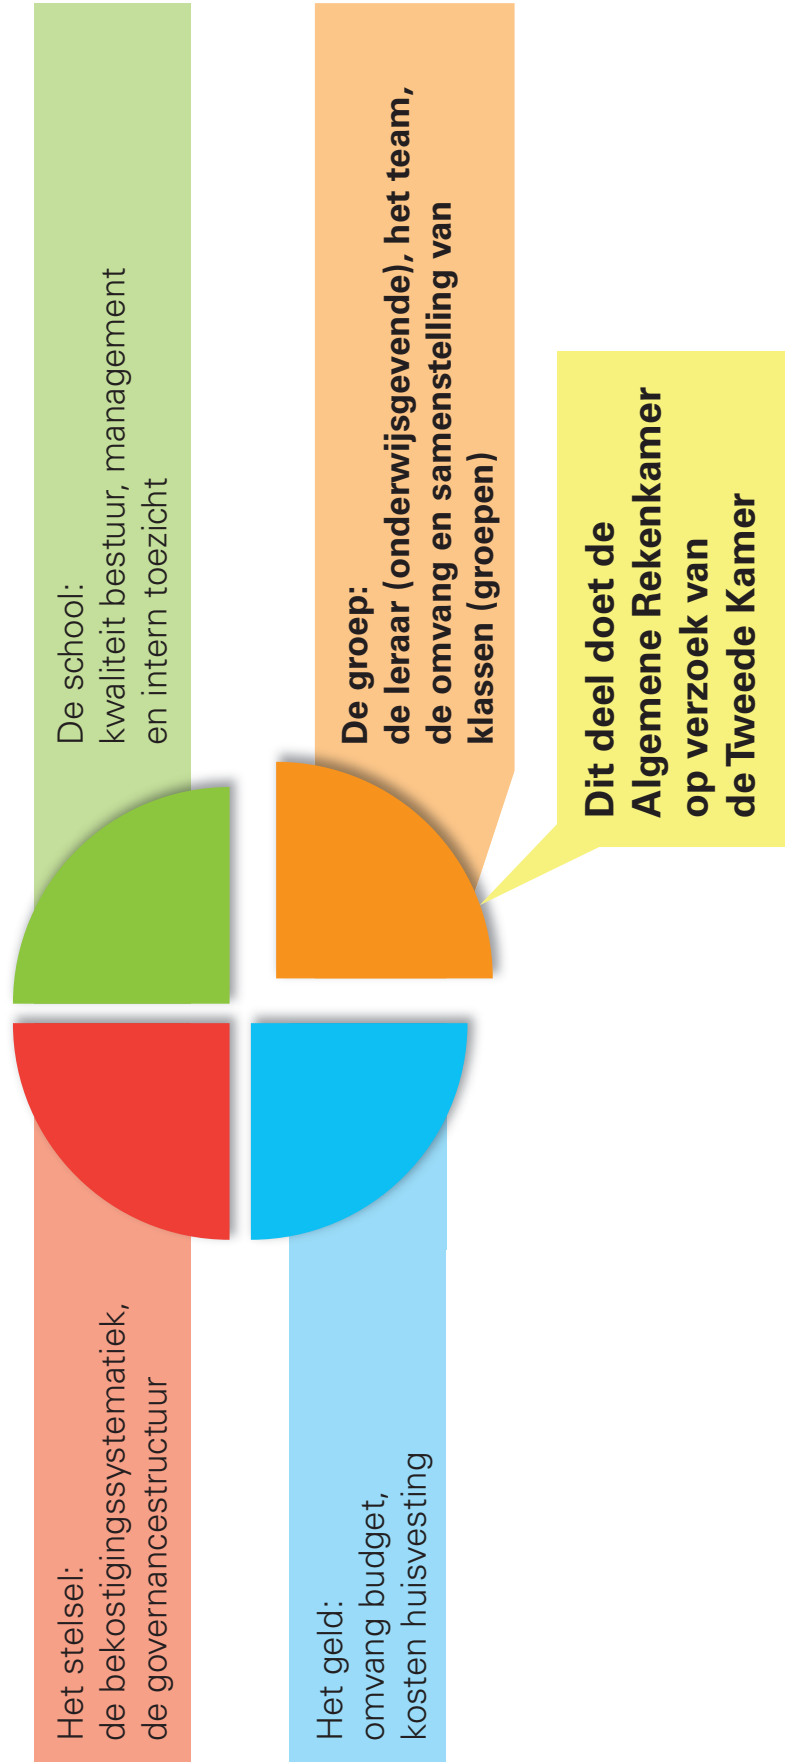 Het stelsel:
de bekostigingssystematiek,
de governancestructuur
De school:
kwaliteit bestuur, management
en intern toezicht
Het geld:
omvang budget,
kosten huisvesting
De groep:
de leraar (onderwijsgevende), het team,
de omvang en samenstelling van
klassen (groepen)
Dit deel doet de
Algemene Rekenkamer
op verzoek van
de Tweede Kamer